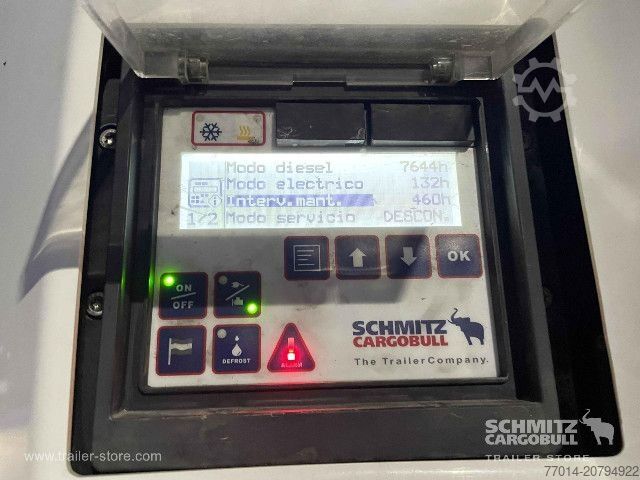 Modo diesel 7644h
Modo electrico 132h
Interv.mant. 460h
1/2 Modo servicio DESCON.
OK
ON
OFF
DEFROST
ALARM
SCHMITZ
CARGOBULL
The TrailerCompany.
SCHMITZ
CARGOBULL
TRAILER STORE
www.trailer-store.com
77014-20794922